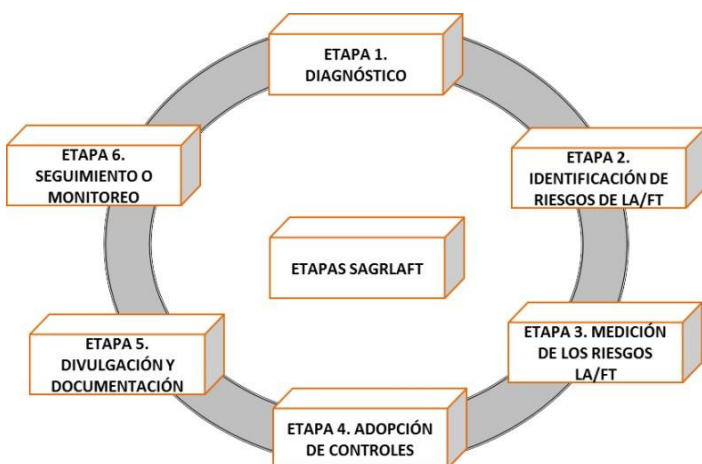 ETAPA 1.
DIAGNÓSTICO
ETAPA 2.
IDENTIFICACIÓN DE
RIESGOS DE LA/FT
ETAPA 3. MEDICIÓN
DE LOS RIESGOS
LA/FT
ETAPA 4. ADOPCIÓN
DE CONTROLES
ETAPA 5.
DIVULGACIÓN Y
DOCUMENTACIÓN
ETAPA 6.
SEGUIMIENTO O
MONITOREO
ETAPAS SAGRLAFT